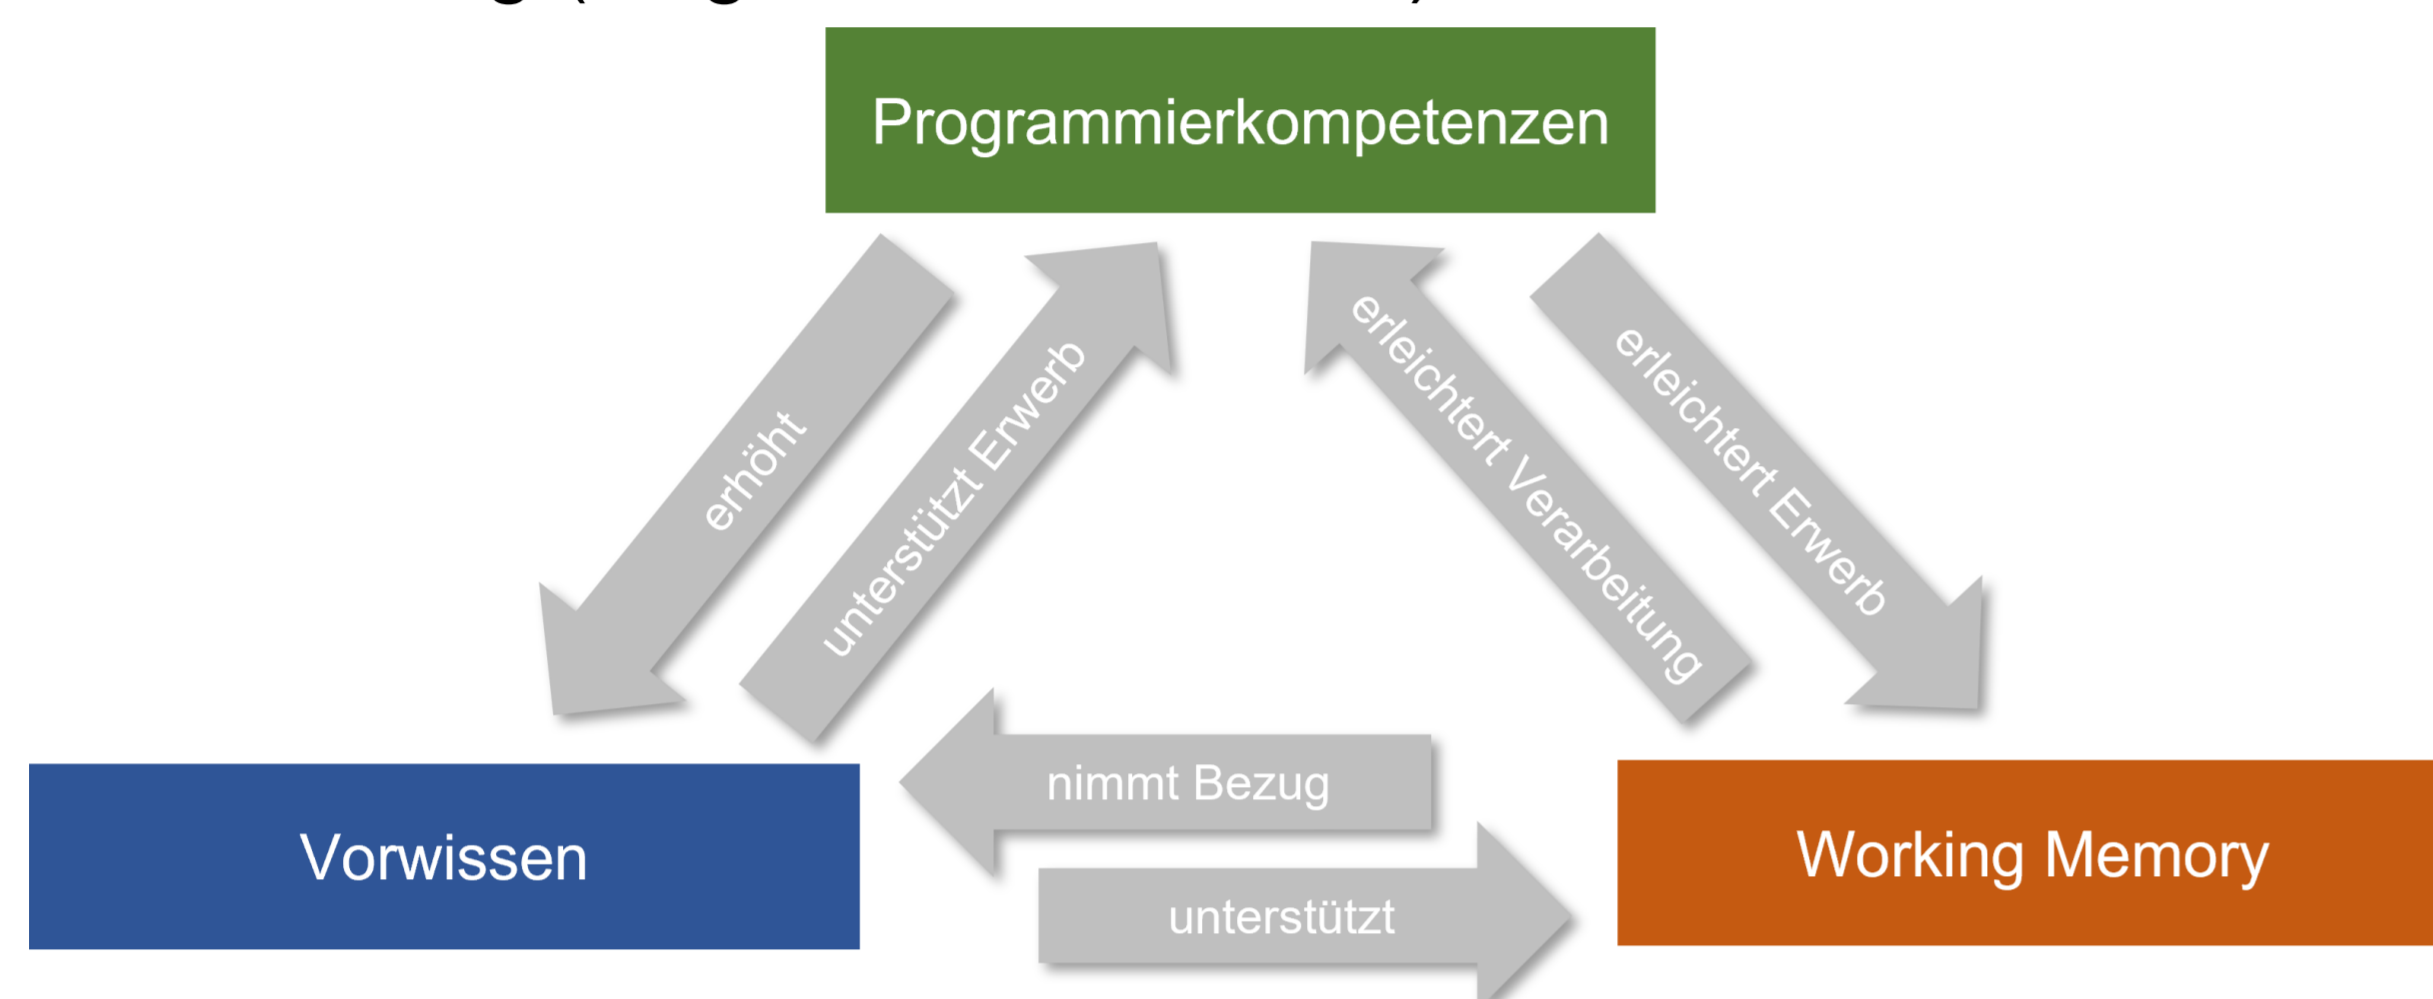 Programmierkompetenzen
erhöht
unterstützt Erwerb
erleichtert Verarbeitung
erleichtert Erwerb
nimmt Bezug
Vorwissen
Working Memory
unterstützt